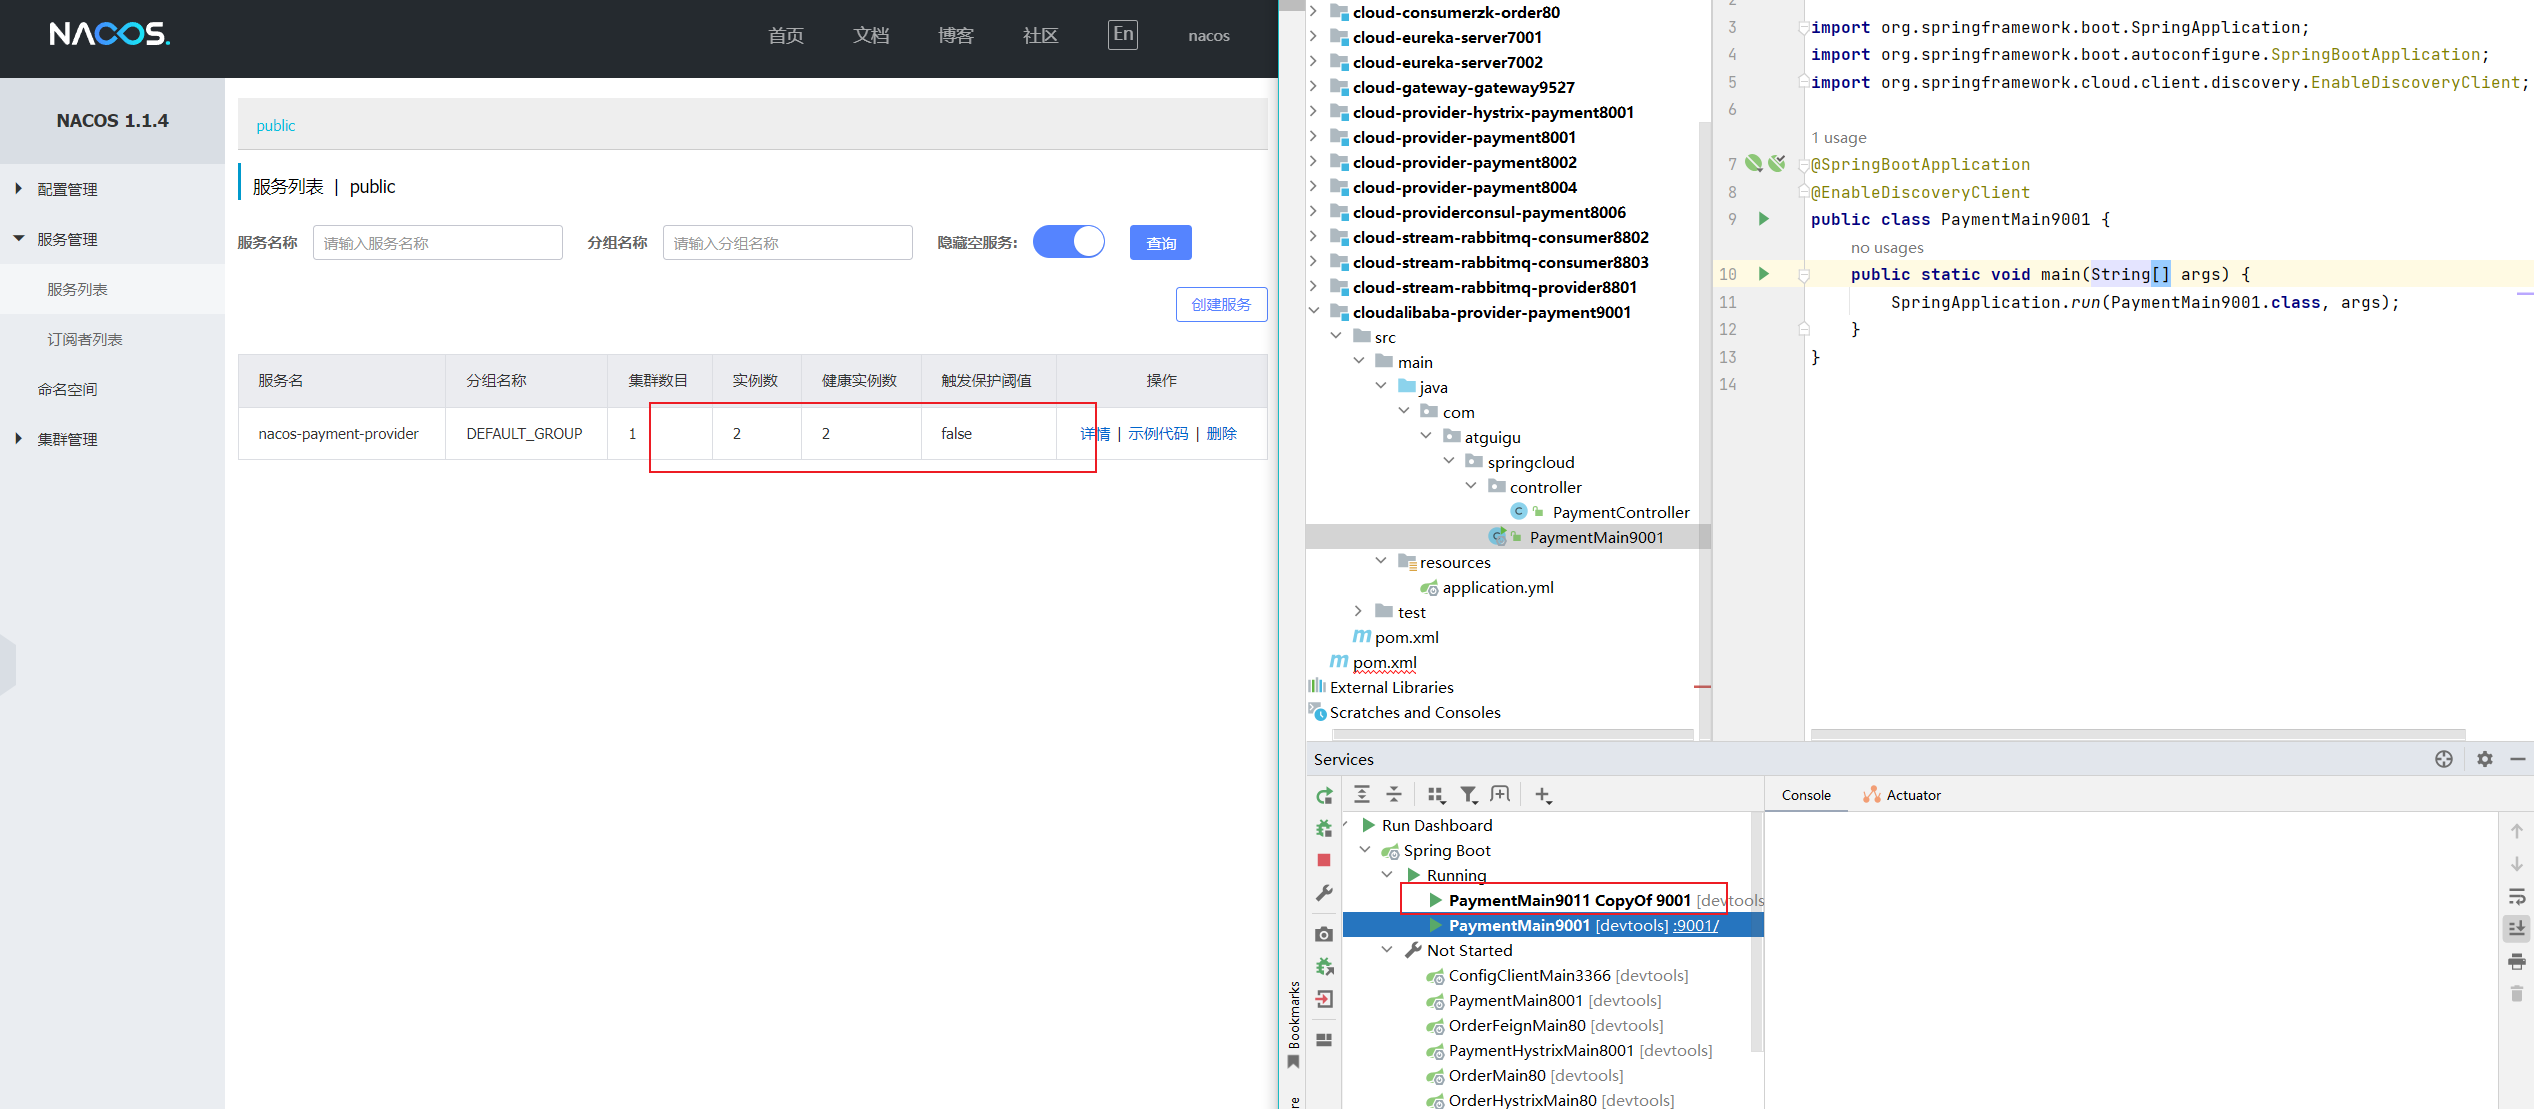 NACOS.
首页
文档
博客
社区
En
nacos
NACOS 1.1.4
配置管理
服务管理
服务列表
订阅者列表
命名空间
集群管理
public
服务列表 | public
服务名称 请输入服务名称 分组名称 请输入分组名称 隐藏空服务: 查询
创建服务
服务名 分组名称 集群数目 实例数 健康实例数 触发保护阈值 操作
nacos-payment-provider DEFAULT_GROUP 1 2 2 false 详情 | 示例代码 | 删除
cloud-consumerzk-order80
cloud-eureka-server7001
cloud-eureka-server7002
cloud-gateway-gateway9527
cloud-provider-hystrix-payment8001
cloud-provider-payment8001
cloud-provider-payment8002
cloud-provider-payment8004
cloud-providerconsul-payment8006
cloud-stream-rabbitmq-consumer8802
cloud-stream-rabbitmq-consumer8803
cloud-stream-rabbitmq-provider8801
cloudalibaba-provider-payment9001
src
main
java
com
atguigu
springcloud
controller
PaymentController
PaymentMain9001
resources
application.yml
test
pom.xml
pom.xml
External Libraries
Scratches and Consoles
3 import org.springframework.boot.SpringApplication;
4 import org.springframework.boot.autoconfigure.SpringBootApplication;
5 import org.springframework.cloud.client.discovery.EnableDiscoveryClient;
6
1 usage
7 @SpringBootApplication
8 @EnableDiscoveryClient
9 public class PaymentMain9001 {
no usages
10 public static void main(String[] args) {
11 SpringApplication.run(PaymentMain9001.class, args);
12 }
13 }
14
Services
Console
Actuator
Run Dashboard
Spring Boot
Running
PaymentMain9011 CopyOf 9001 [devtools
PaymentMain9001 [devtools] :9001/
Not Started
ConfigClientMain3366 [devtools]
PaymentMain8001 [devtools]
OrderFeignMain80 [devtools]
PaymentHystrixMain8001 [devtools]
OrderMain80 [devtools]
OrderHystrixMain80 [devtools]
Bookmarks